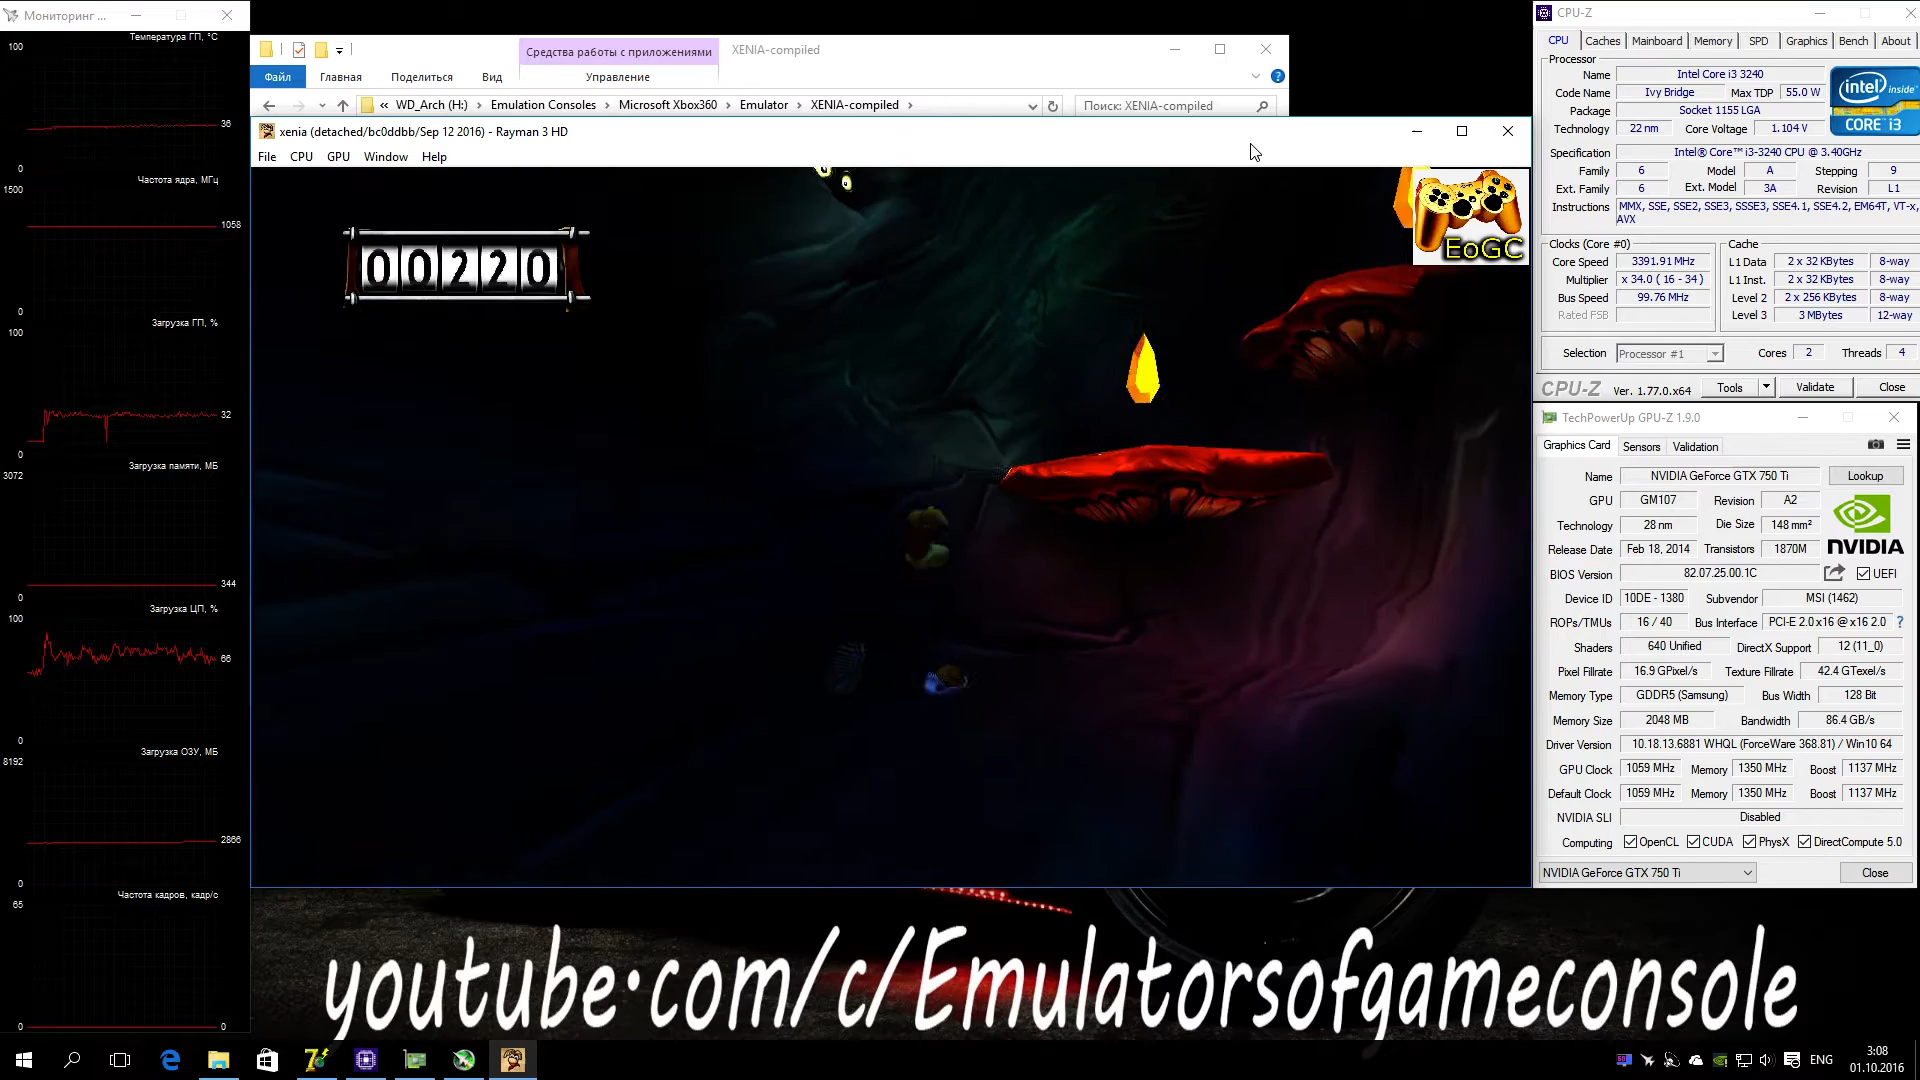 Мониторинг ...
Температура ГП, °C
100
36
0
Частота ядра, МГц
1500
1058
0
Загрузка ГП, %
100
32
0
Загрузка памяти, МБ
3072
344
0
Загрузка ЦП, %
100
66
0
Загрузка ОЗУ, МБ
8192
2866
0
Частота кадров, кадр/с
65
0
0
Средства работы с приложениями
XENIA-compiled
Файл
Главная
Поделиться
Вид
Управление
« WD_Arch (H:) › Emulation Consoles › Microsoft Xbox360 › Emulator › XENIA-compiled ›
Поиск: XENIA-compiled
xenia (detached/bc0ddbb/Sep 12 2016) - Rayman 3 HD
File CPU GPU Window Help
00220
EoGC
CPU-Z
CPU Caches Mainboard Memory SPD Graphics Bench About
Processor
Name Intel Core i3 3240
Code Name Ivy Bridge Max TDP 55.0 W
Package Socket 1155 LGA
Technology 22 nm Core Voltage 1.104 V
intel inside™
CORE i3
Specification Intel® Core™ i3-3240 CPU @ 3.40GHz
Family 6 Model A Stepping 9
Ext. Family 6 Ext. Model 3A Revision L1
Instructions MMX, SSE, SSE2, SSE3, SSSE3, SSE4.1, SSE4.2, EM64T, VT-x,
AVX
Clocks (Core #0)
Core Speed 3391.91 MHz
Multiplier x 34.0 ( 16 - 34 )
Bus Speed 99.76 MHz
Rated FSB
Cache
L1 Data 2 x 32 KBytes 8-way
L1 Inst. 2 x 32 KBytes 8-way
Level 2 2 x 256 KBytes 8-way
Level 3 3 MBytes 12-way
Selection Processor #1 Cores 2 Threads 4
CPU-Z Ver. 1.77.0.x64 Tools Validate Close
TechPowerUp GPU-Z 1.9.0
Graphics Card Sensors Validation
Name NVIDIA GeForce GTX 750 Ti Lookup
GPU GM107 Revision A2
Technology 28 nm Die Size 148 mm²
Release Date Feb 18, 2014 Transistors 1870M
NVIDIA
BIOS Version 82.07.25.00.1C UEFI
Device ID 10DE - 1380 Subvendor MSI (1462)
ROPs/TMUs 16 / 40 Bus Interface PCI-E 2.0 x16 @ x16 2.0 ?
Shaders 640 Unified DirectX Support 12 (11_0)
Pixel Fillrate 16.9 GPixel/s Texture Fillrate 42.4 GTexel/s
Memory Type GDDR5 (Samsung) Bus Width 128 Bit
Memory Size 2048 MB Bandwidth 86.4 GB/s
Driver Version 10.18.13.6881 WHQL (ForceWare 368.81) / Win10 64
GPU Clock 1059 MHz Memory 1350 MHz Boost 1137 MHz
Default Clock 1059 MHz Memory 1350 MHz Boost 1137 MHz
NVIDIA SLI Disabled
Computing OpenCL CUDA PhysX DirectCompute 5.0
NVIDIA GeForce GTX 750 Ti Close
youtube.com/c/Emulatorsofgameconsole
ENG
3:08
01.10.2016